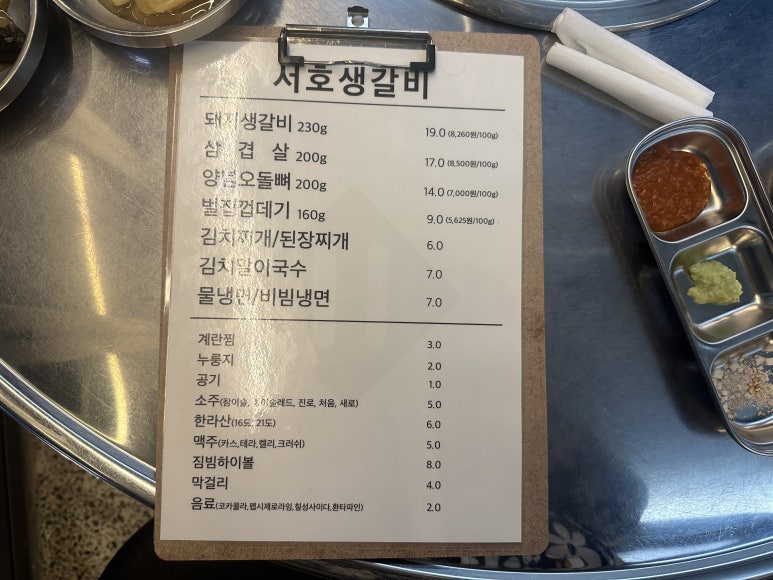 서호생갈비
돼지생갈비 230g 19.0 (8,260원/100g)
삼 겹 살 200g 17.0 (8,500원/100g)
양념오돌뼈 200g 14.0 (7,000원/100g)
벌집껍데기 160g 9.0 (5,625원/100g)
김치찌개/된장찌개 6.0
김치말이국수 7.0
물냉면/비빔냉면 7.0
계란찜 3.0
누룽지 2.0
공기 1.0
소주(참이슬, 진로, 처음, 새로) 5.0
한라산(16도, 21도) 6.0
맥주(카스,테라,켈리,크러쉬) 5.0
짐빔하이볼 8.0
막걸리 4.0
음료(코카콜라,펩시제로라임,칠성사이다,환타파인) 2.0